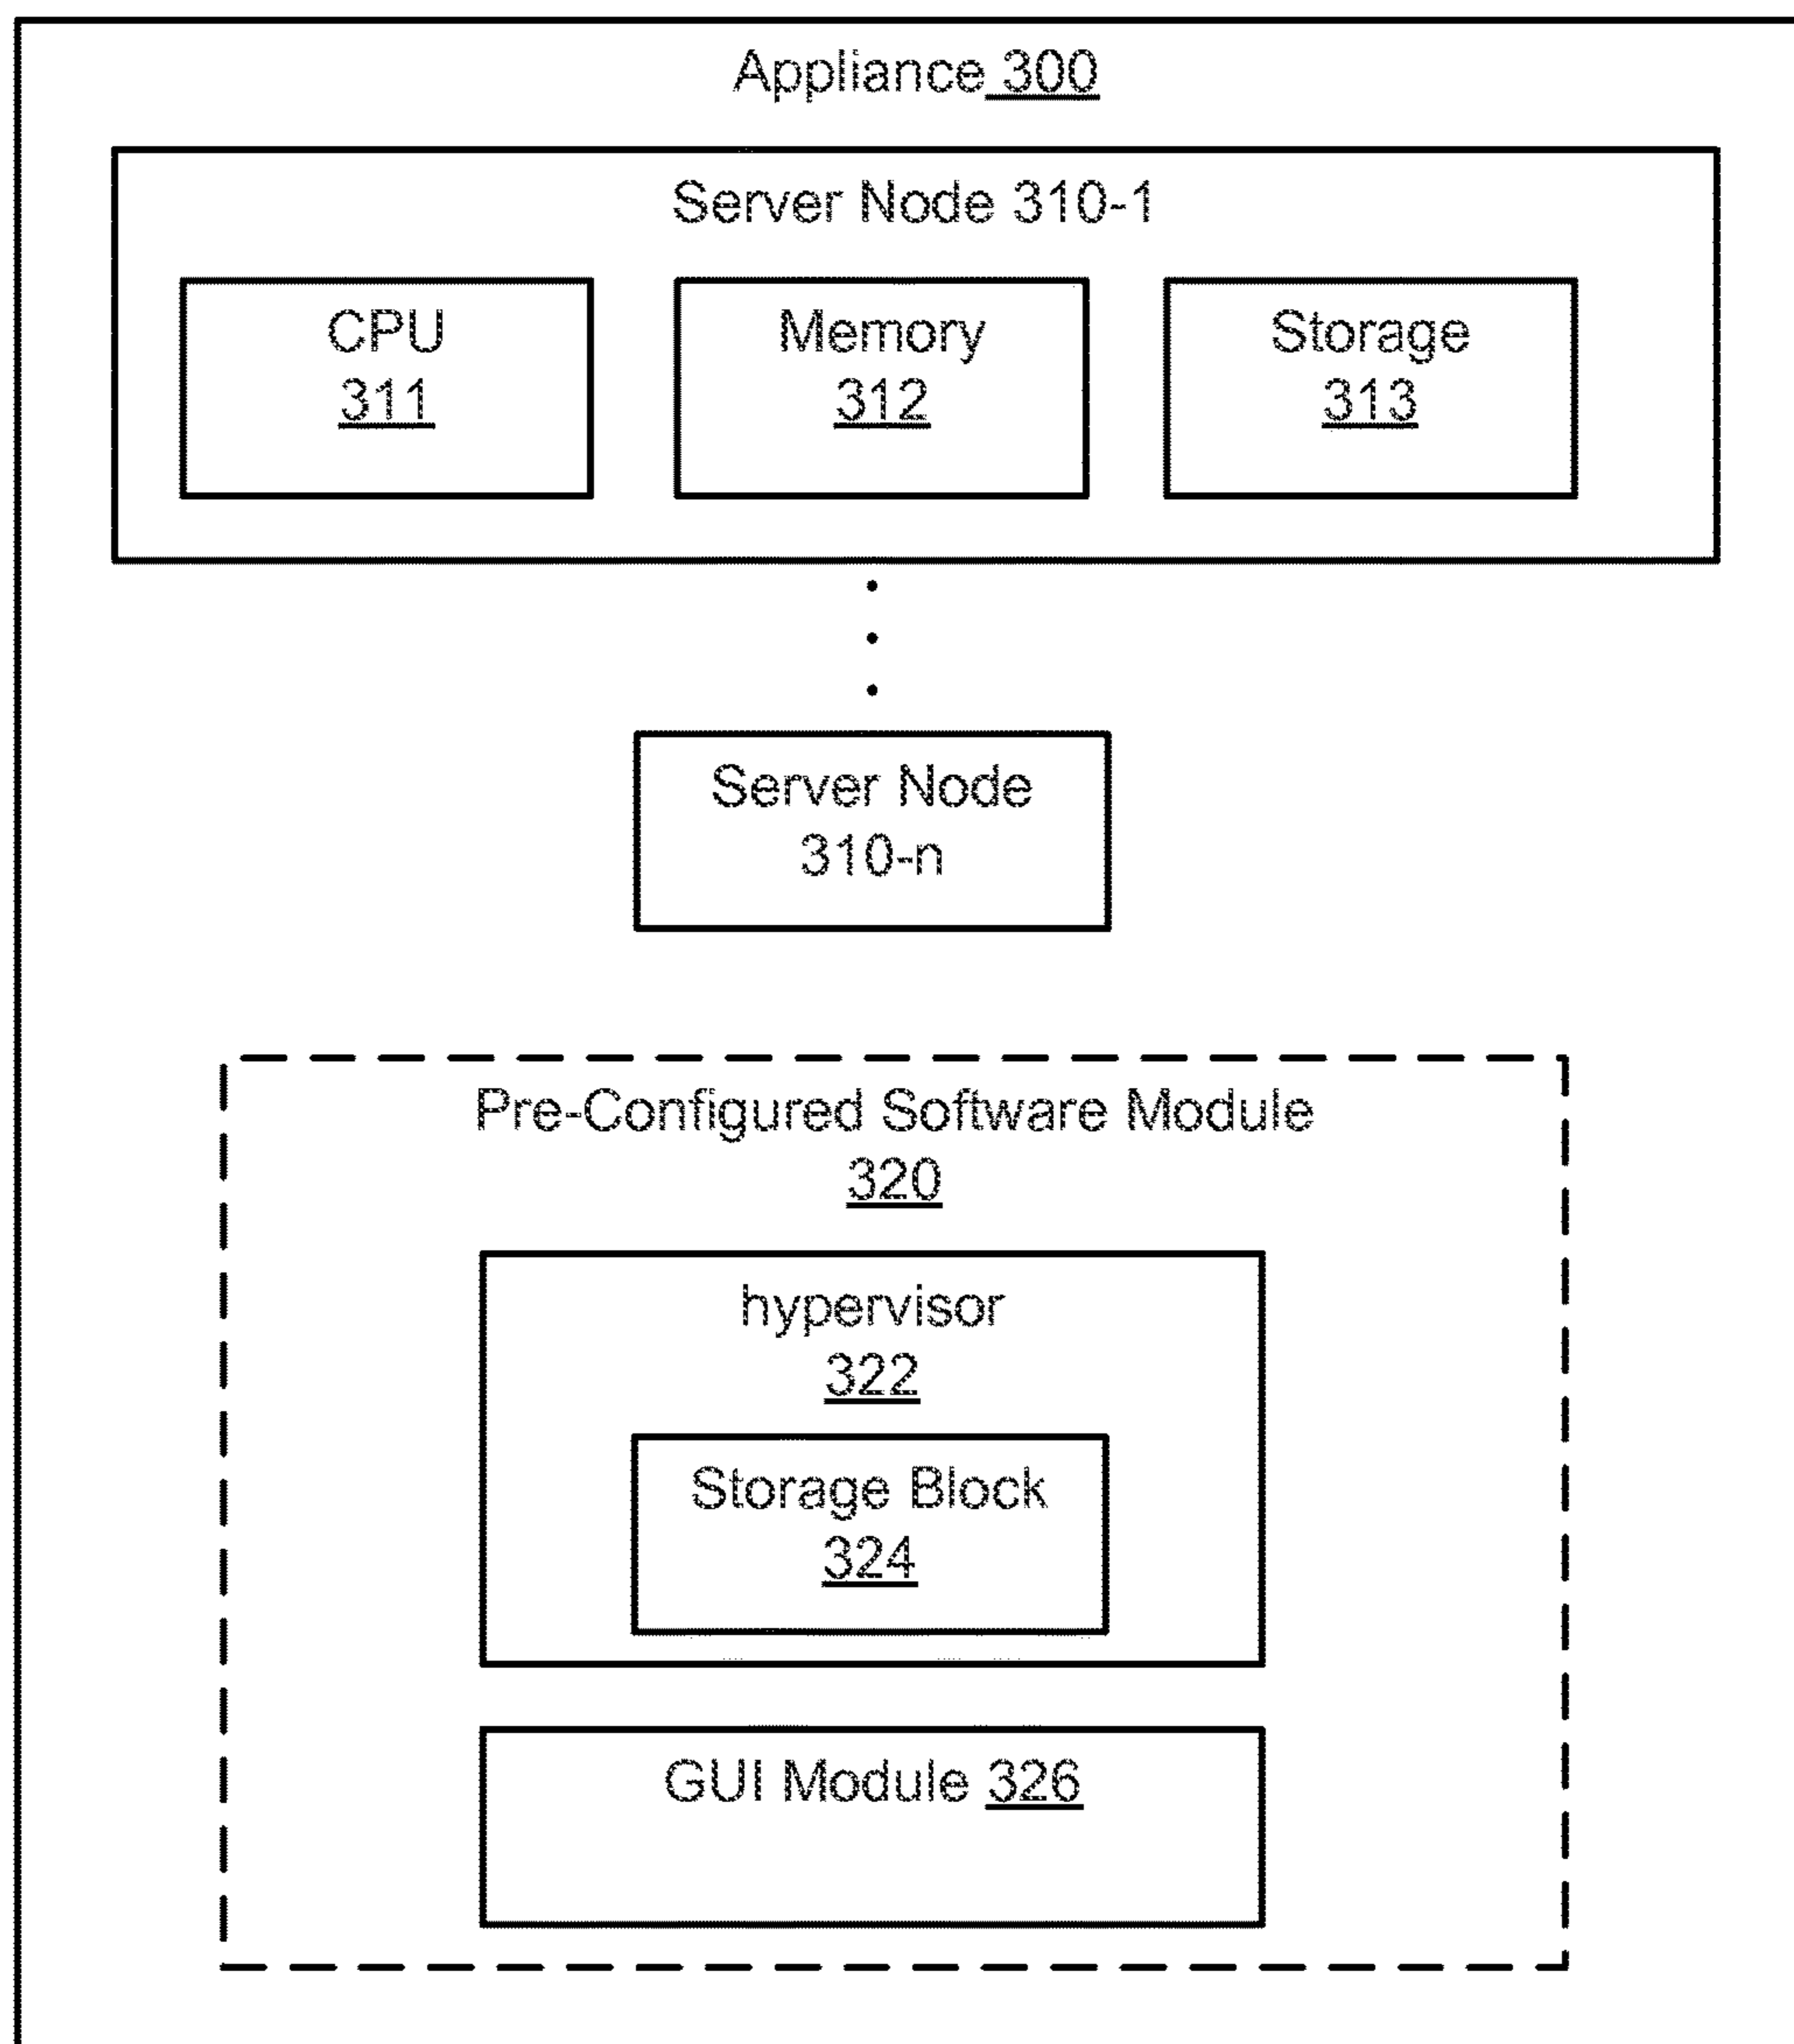 Appliance 300
Server Node 310-1
CPU
311
Memory
312
Storage
313
Server Node
310-n
Pre-Configured Software Module
320
hypervisor
322
Storage Block
324
GUI Module 326